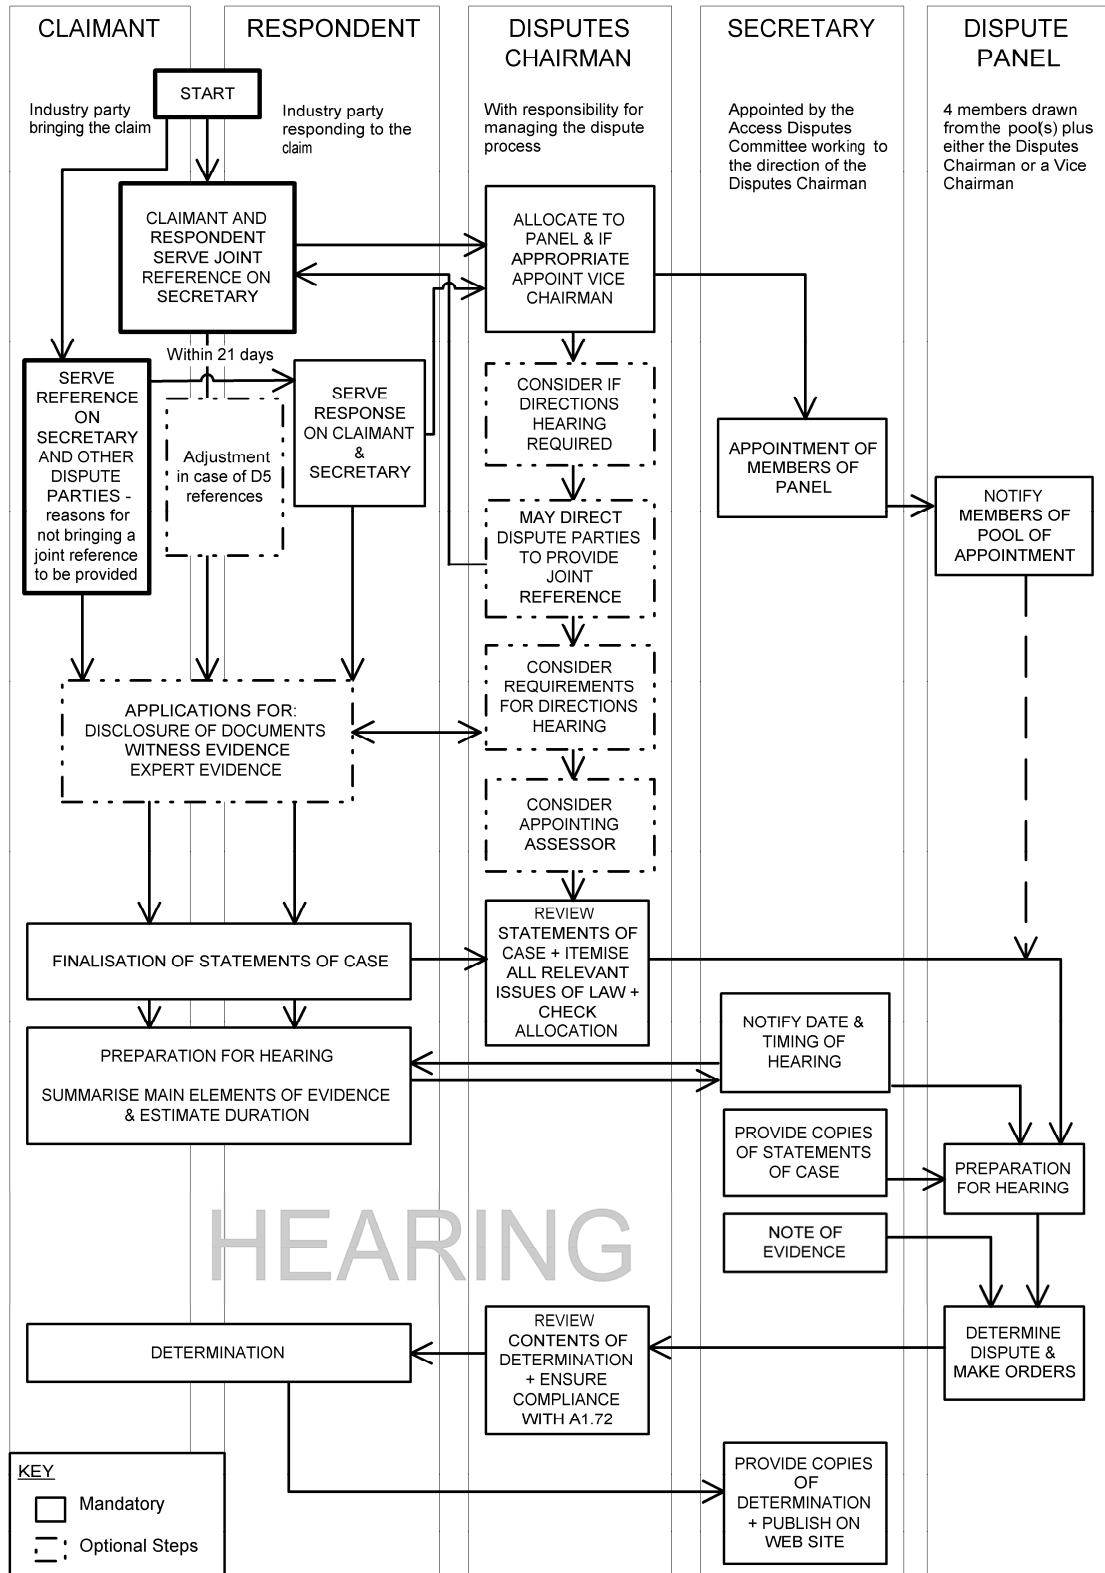 CLAIMANT
RESPONDENT
DISPUTES
CHAIRMAN
SECRETARY
DISPUTE
PANEL
START
Industry party
bringing the claim
Industry party
responding to the
claim
With responsibility for
managing the dispute
process
Appointed by the
Access Disputes
Committee working to
the direction of the
Disputes Chairman
4 members drawn
from the pool(s) plus
either the Disputes
Chairman or a Vice
Chairman
CLAIMANT AND
RESPONDENT
SERVE JOINT
REFERENCE ON
SECRETARY
ALLOCATE TO
PANEL & IF
APPROPRIATE
APPOINT VICE
CHAIRMAN
Within 21 days
SERVE
REFERENCE
ON
SECRETARY
AND OTHER
DISPUTE
PARTIES -
reasons for
not bringing a
joint reference
to be provided
Adjustment
in case of D5
references
SERVE
RESPONSE
ON CLAIMANT
&
SECRETARY
CONSIDER IF
DIRECTIONS
HEARING
REQUIRED
APPOINTMENT OF
MEMBERS OF
PANEL
NOTIFY
MEMBERS OF
POOL OF
APPOINTMENT
MAY DIRECT
DISPUTE PARTIES
TO PROVIDE
JOINT
REFERENCE
CONSIDER
REQUIREMENTS
FOR DIRECTIONS
HEARING
APPLICATIONS FOR:
DISCLOSURE OF DOCUMENTS
WITNESS EVIDENCE
EXPERT EVIDENCE
CONSIDER
APPOINTING
ASSESSOR
FINALISATION OF STATEMENTS OF CASE
REVIEW
STATEMENTS OF
CASE + ITEMISE
ALL RELEVANT
ISSUES OF LAW +
CHECK
ALLOCATION
NOTIFY DATE &
TIMING OF
HEARING
PREPARATION FOR HEARING
SUMMARISE MAIN ELEMENTS OF EVIDENCE
& ESTIMATE DURATION
PROVIDE COPIES
OF STATEMENTS
OF CASE
PREPARATION
FOR HEARING
HEARING
NOTE OF
EVIDENCE
DETERMINATION
REVIEW
CONTENTS OF
DETERMINATION
+ ENSURE
COMPLIANCE
WITH A1.72
DETERMINE
DISPUTE &
MAKE ORDERS
PROVIDE COPIES
OF
DETERMINATION
+ PUBLISH ON
WEB SITE
KEY
Mandatory
Optional Steps